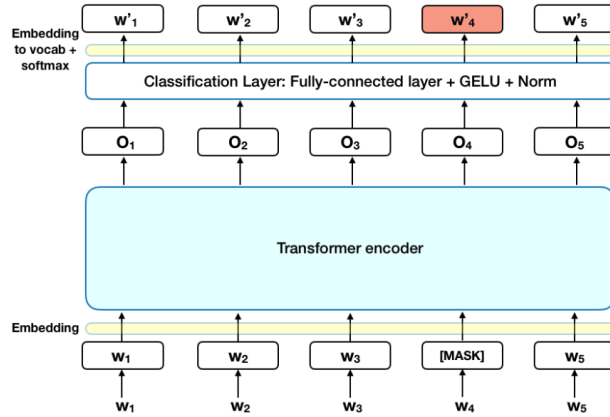 w'1 w'2 w'3 w'4 w'5
Embedding
to vocab +
softmax
Classification Layer: Fully-connected layer + GELU + Norm
O1 O2 O3 O4 O5
Transformer encoder
Embedding
W1 W2 W3 [MASK] W5
W1 W2 W3 W4 W5